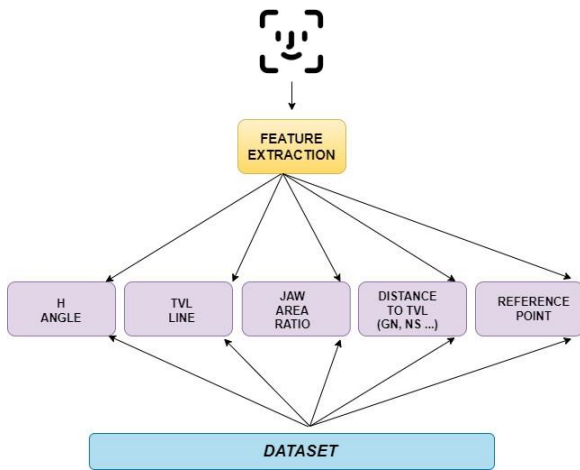 FEATURE
EXTRACTION
H
ANGLE
TVL
LINE
JAW
AREA
RATIO
DISTANCE
TO TVL
(GN, NS ...)
REFERENCE
POINT
DATASET